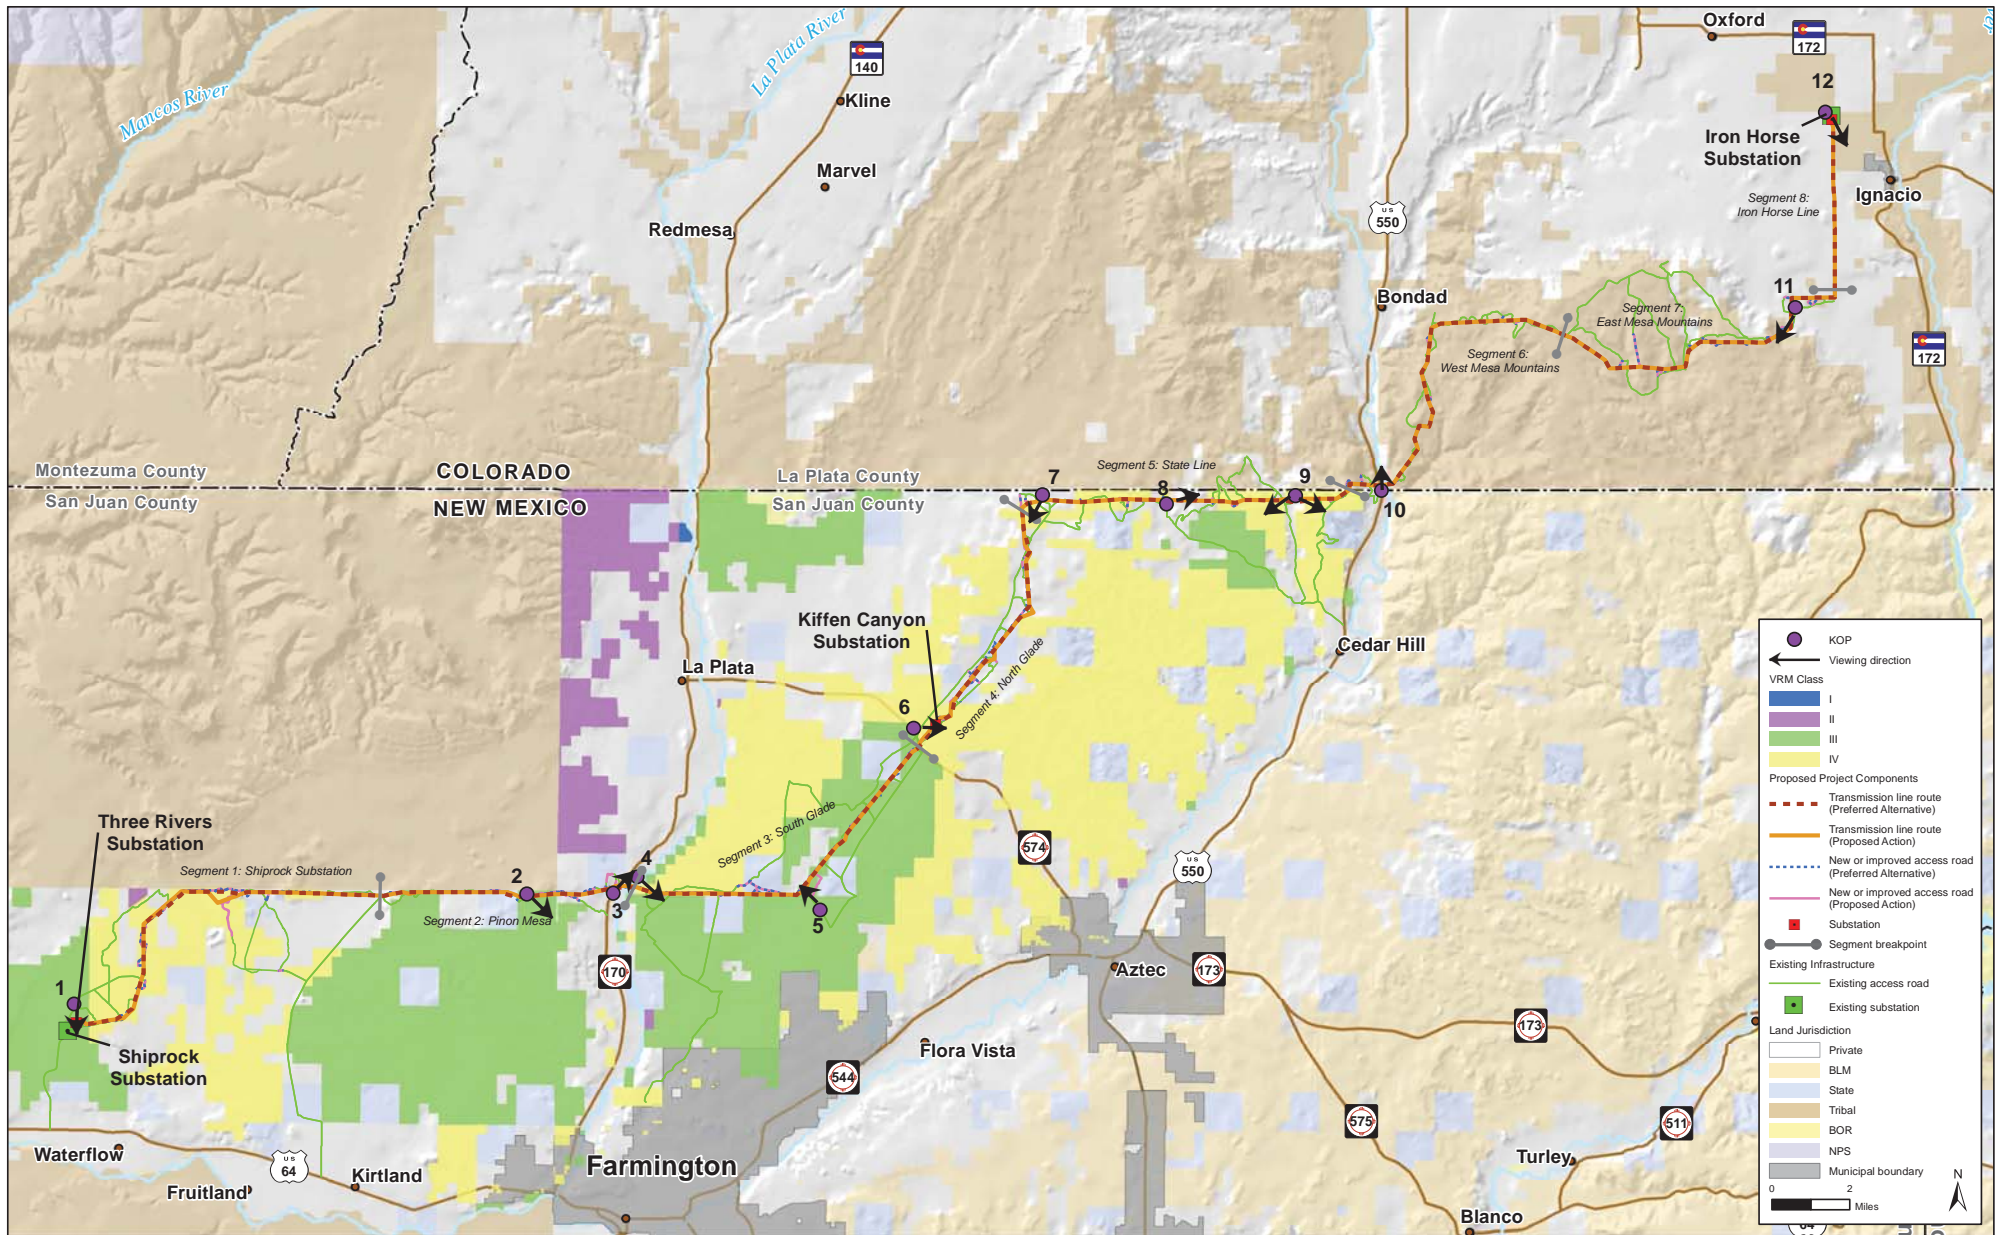 Oxford
172
12
Iron Horse
Substation
Ignacio
Segment 8:
Iron Horse Line
La Plata River
Mancos River
140
Kline
Marvel
Redmesa
US
550
Bondad
11
Segment 7:
East Mesa Mountains
Segment 6:
West Mesa Mountains
172
Montezuma County
San Juan County
COLORADO
NEW MEXICO
La Plata County
San Juan County
Segment 5: State Line
7
8
9
10
Kiffen Canyon
Substation
La Plata
Cedar Hill
6
Segment 4: North Glade
Segment 3: South Glade
574
US
550
Three Rivers
Substation
Segment 1: Shiprock Substation
2
Segment 2: Pinon Mesa
3
4
5
1
Shiprock
Substation
170
Aztec
173
173
Flora Vista
544
575
511
Waterflow
US
64
Kirtland
Fruitland
Farmington
Turley
Blanco
64
KOP
Viewing direction
VRM Class
I
II
III
IV
Proposed Project Components
Transmission line route
(Preferred Alternative)
Transmission line route
(Proposed Action)
New or improved access road
(Preferred Alternative)
New or improved access road
(Proposed Action)
Substation
Segment breakpoint
Existing Infrastructure
Existing access road
Existing substation
Land Jurisdiction
Private
BLM
State
Tribal
BOR
NPS
Municipal boundary
N
0 2
Miles